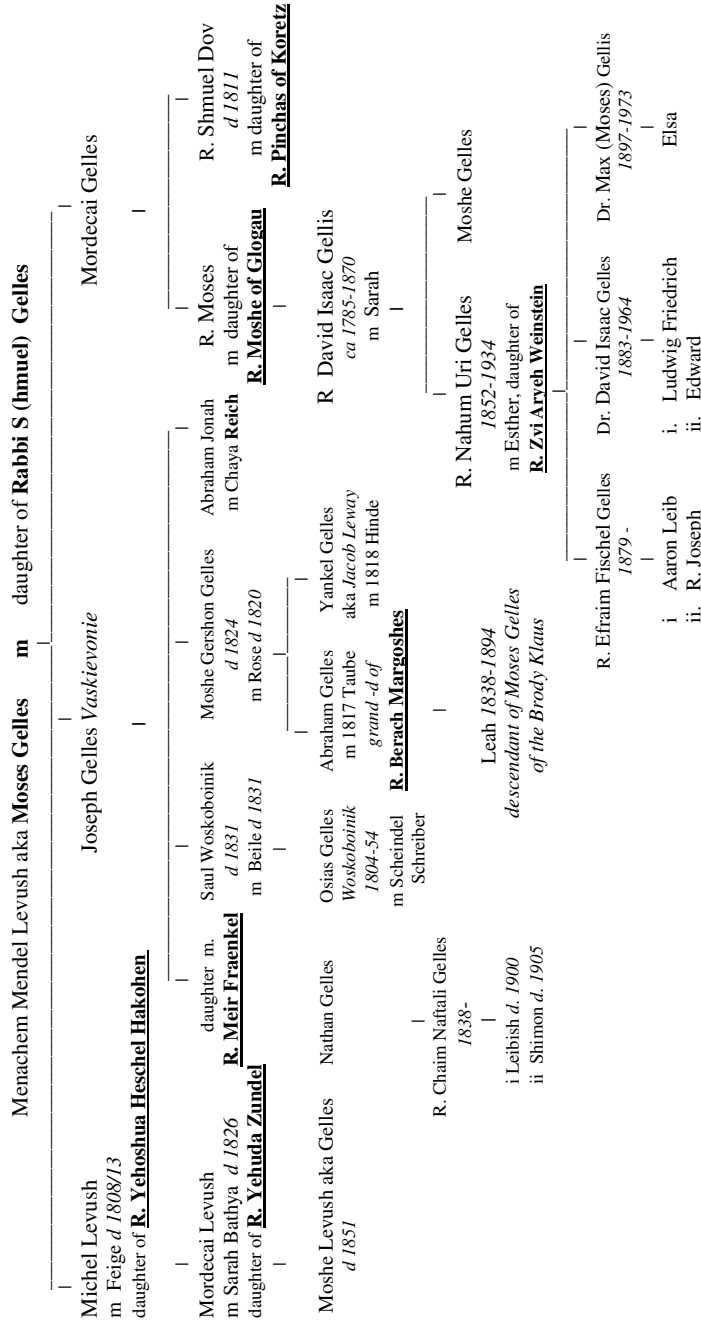 Menachem Mendel Levush aka Moses Gelles m daughter of Rabbi S (hmuel) Gelles
Michel Levush
m Feige d 1808/13
daughter of R. Yehoshua Heschel Hakohen
Joseph Gelles Vaskievonie
Mordecai Gelles
Mordecai Levush
m Sarah Bathya d 1826
daughter of R. Yehuda Zundel
daughter m.
R. Meir Fraenkel
Saul Woskoboinik
d 1831
m Beile d 1831
Moshe Gershon Gelles
d 1824
m Rose d 1820
Abraham Jonah
m Chaya Reich
R. Moses
m daughter of
R. Moshe of Glogau
R. Shmuel Dov
d 1811
m daughter of
R. Pinchas of Koretz
Moshe Levush aka Gelles
d 1851
Nathan Gelles
Osias Gelles
Woskoboinik
1804-54
m Scheindel
Schreiber
Abraham Gelles
m 1817 Taube
grand -d of
R. Berach Margoshes
Yankel Gelles
aka Jacob Leway
m 1818 Hinde
R David Isaac Gellis
ca 1785-1870
m Sarah
R. Chaim Naftali Gelles
1838-
Leah 1838-1894
descendant of Moses Gelles
of the Brody Klaus
R. Nahum Uri Gelles
1852-1934
m Esther, daughter of
R. Zvi Aryeh Weinstein
Moshe Gelles
i Leibish d. 1900
ii Shimon d. 1905
R. Efraim Fischel Gelles
1879 -
Dr. David Isaac Gelles
1883-1964
Dr. Max (Moses) Gellis
1897-1973
i Aaron Leib
ii. R. Joseph
i. Ludwig Friedrich
ii. Edward
Elsa